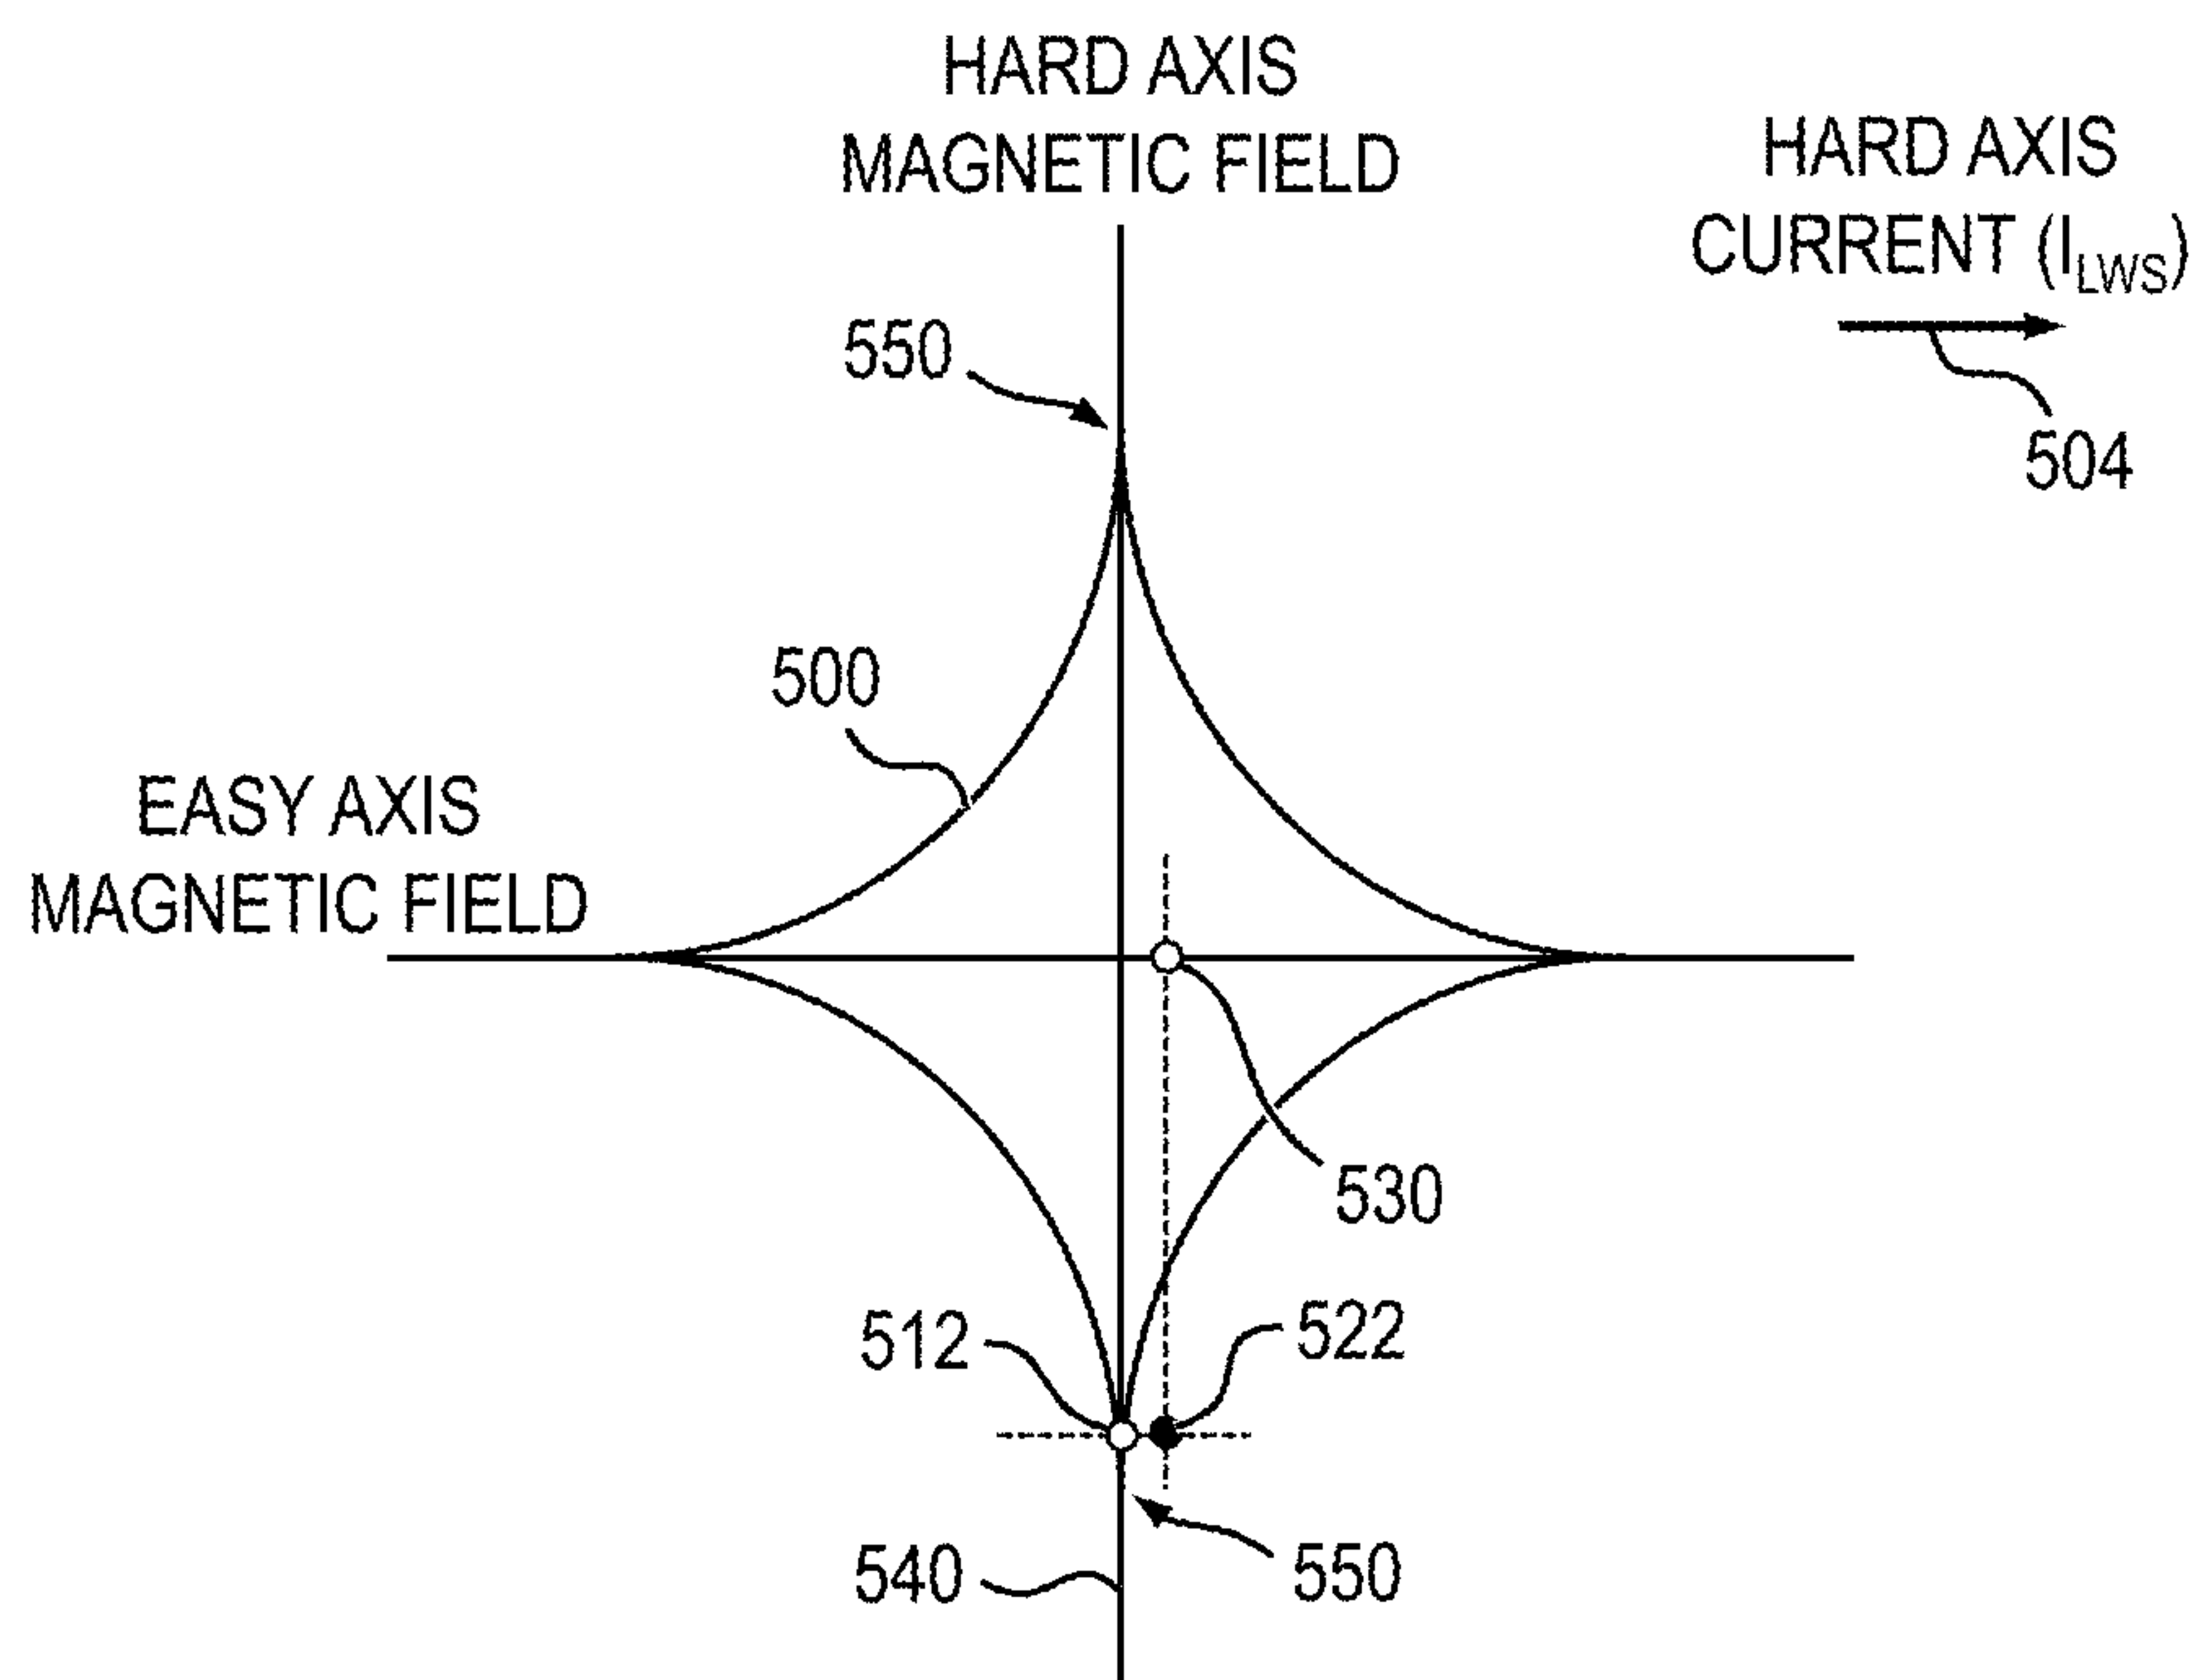 HARD AXIS
MAGNETIC FIELD
HARD AXIS
CURRENT (I_LWS)
504
550
500
EASY AXIS
MAGNETIC FIELD
530
512
522
540
550